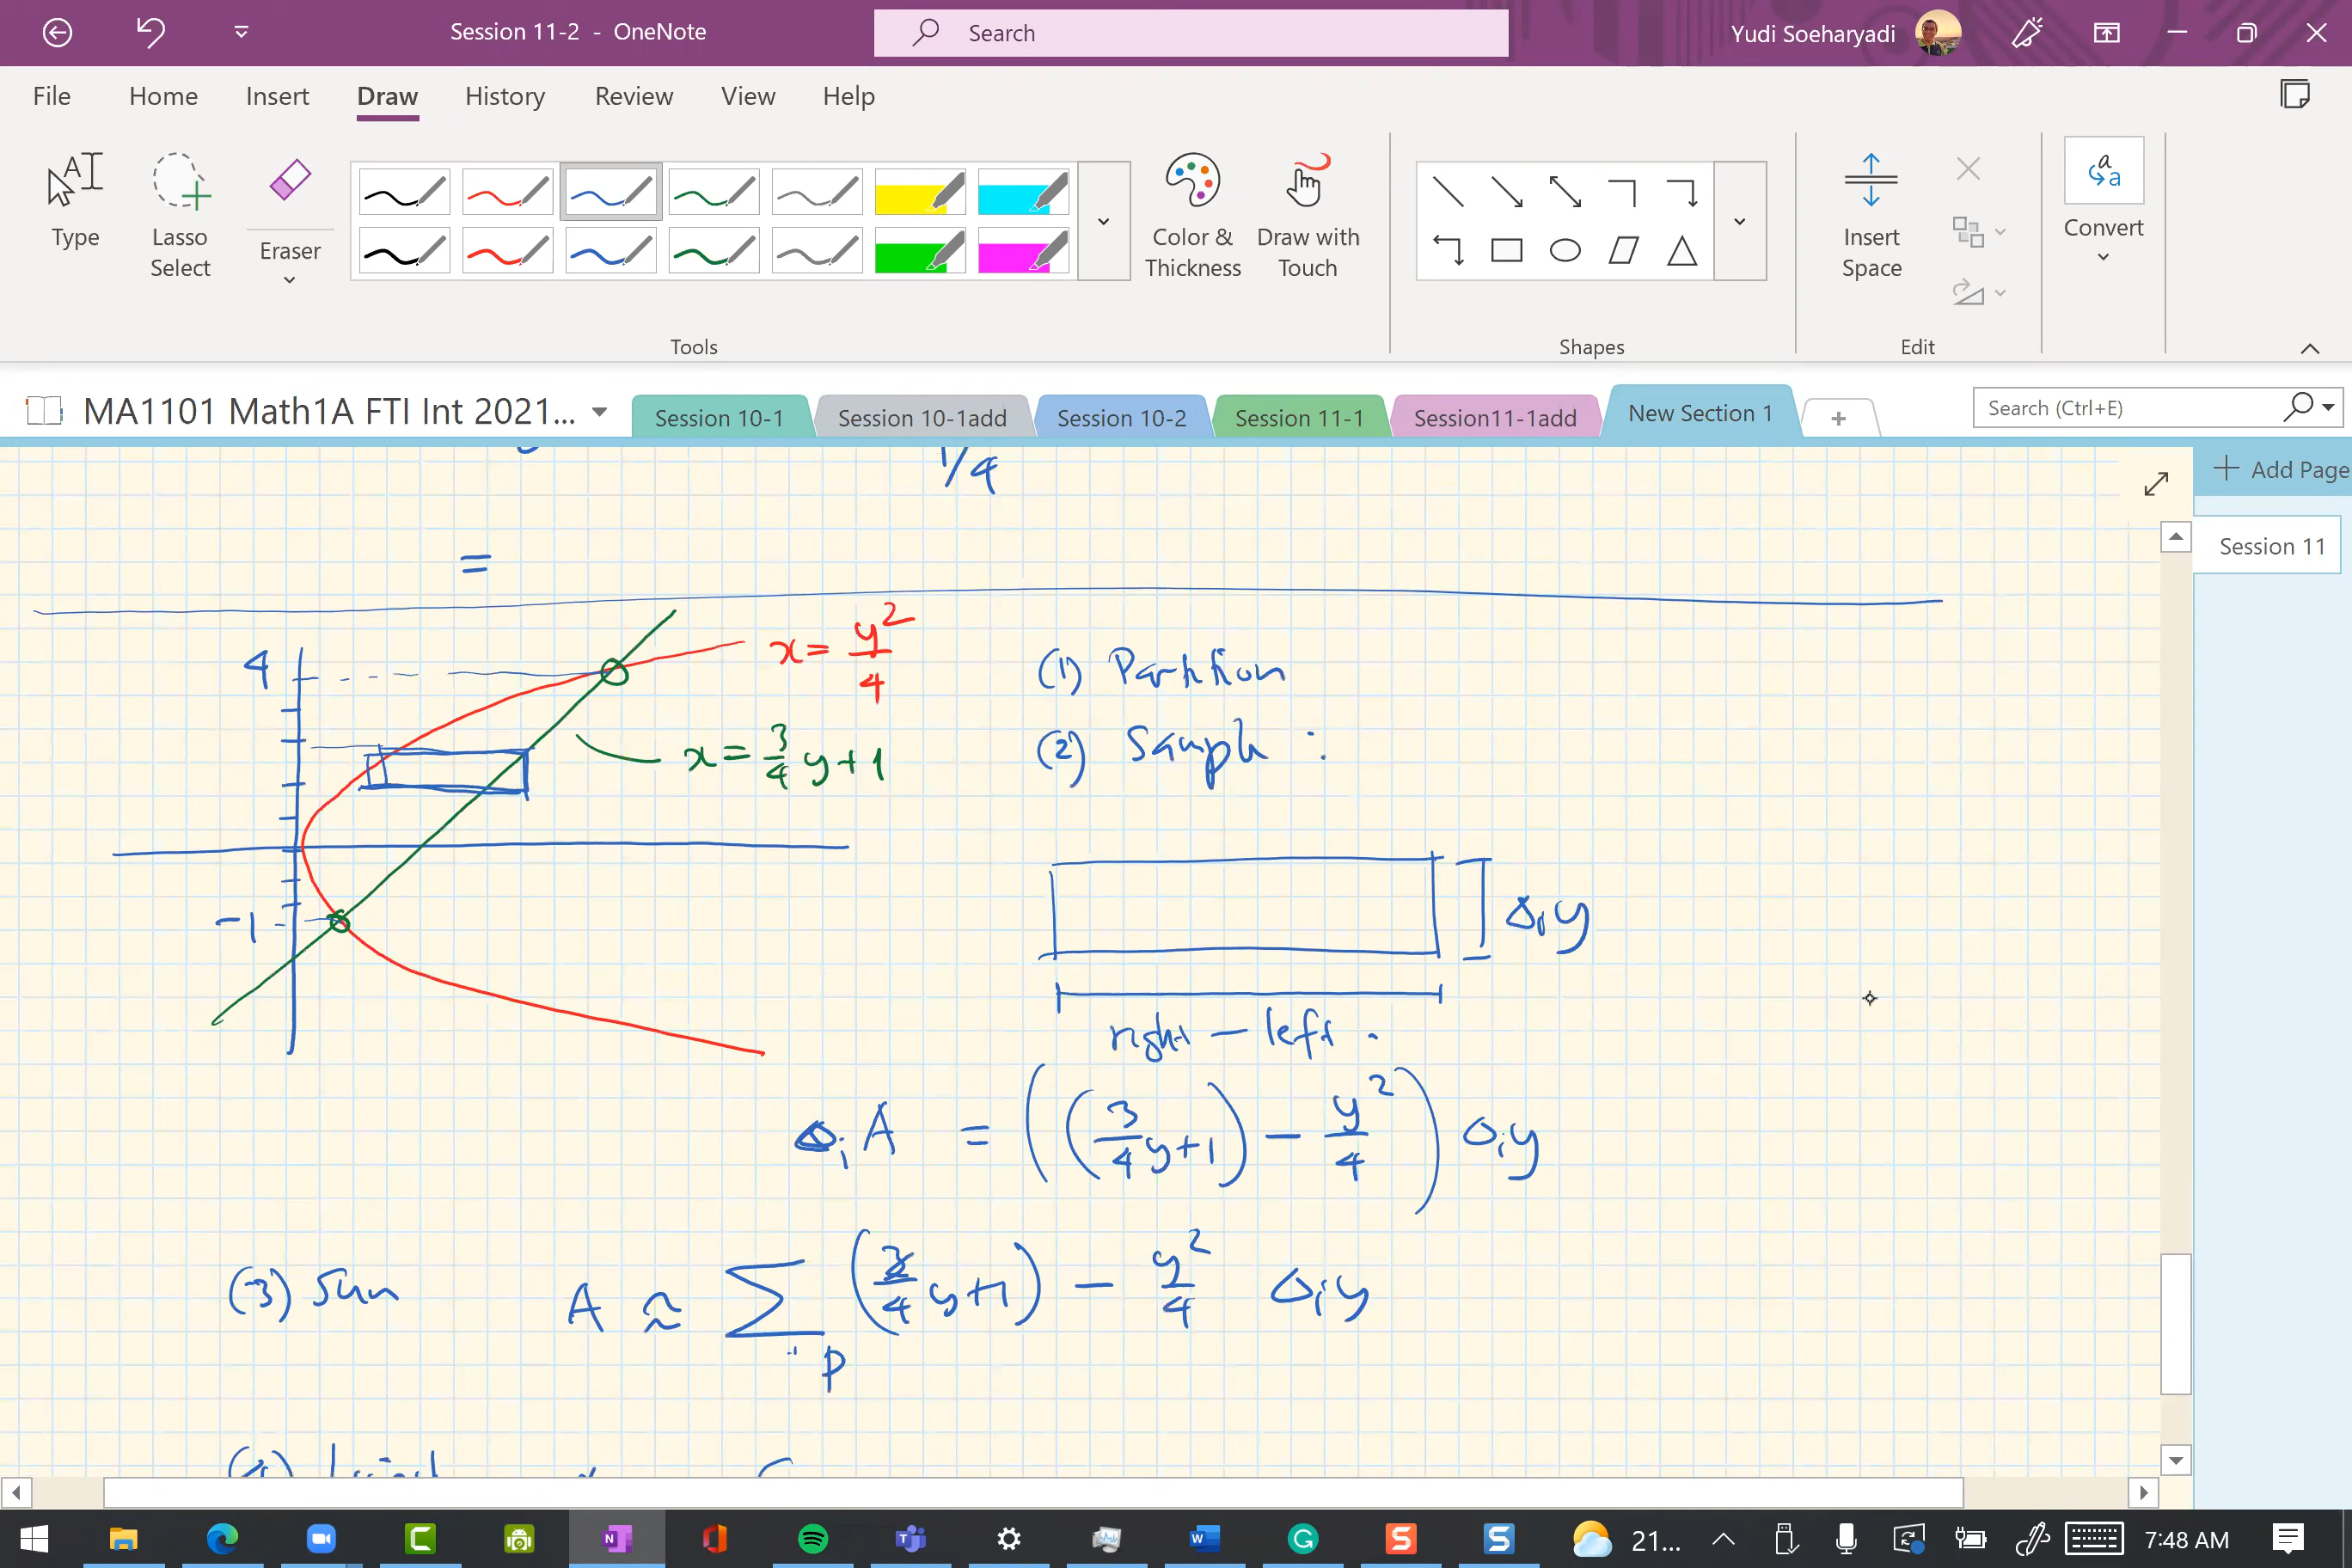 Session 11-2 - OneNote
Search
Yudi Soeharyadi
File Home Insert Draw History Review View Help
Type
Lasso Select
Eraser
Color & Thickness
Draw with Touch
Insert Space
Convert
Tools
Shapes
Edit
MA1101 Math1A FTI Int 2021...
Session 10-1
Session 10-1add
Session 10-2
Session 11-1
Session11-1add
New Section 1
Search (Ctrl+E)
Add Page
Session 11
1/4
=
4
x = y²/4
x = 3/4 y + 1
-1
(1) Partition
(2) Sample :
Δᵢy
right - left .
ΔᵢA = ((3/4 y+1) - y²/4) Δᵢy
(3) Sum A ≈ ∑ₚ (3/4 y+1) - y²/4 Δᵢy
21...
7:48 AM